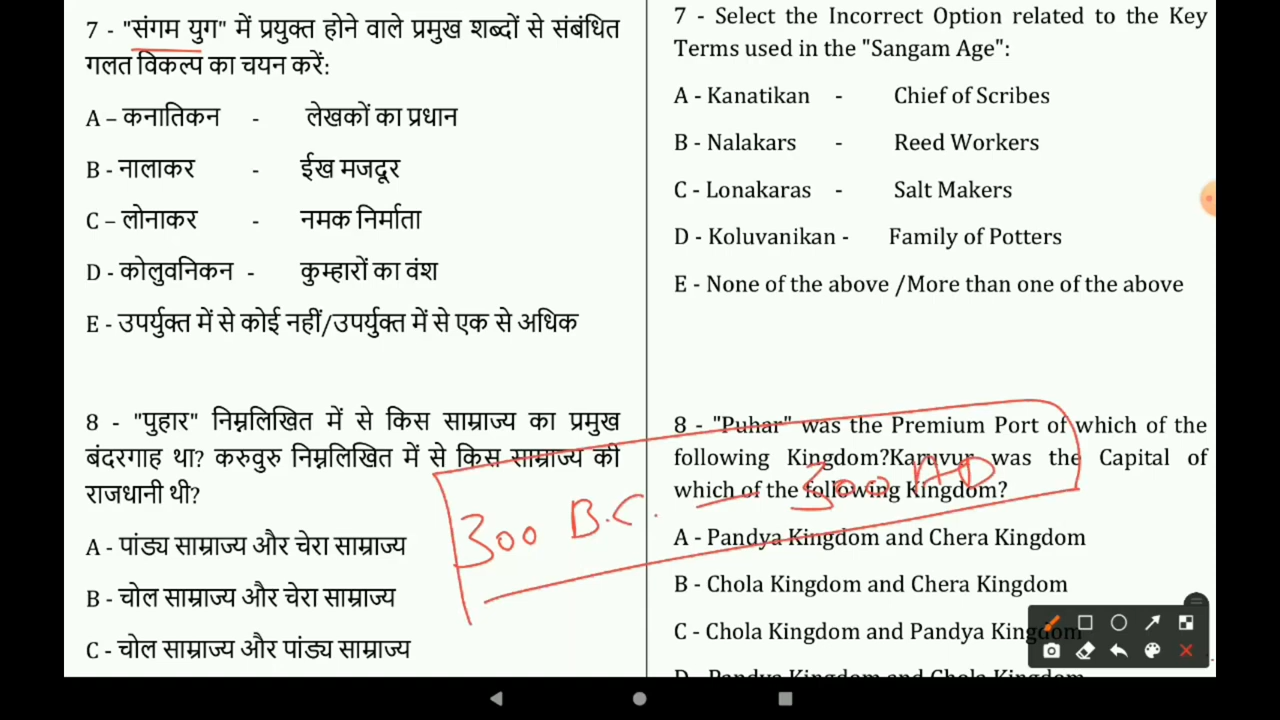 7 - "संगम युग" में प्रयुक्त होने वाले प्रमुख शब्दों से संबंधित
गलत विकल्प का चयन करें:
A – कनातिकन - लेखकों का प्रधान
B - नालाकर - ईख मजदूर
C – लोनाकर - नमक निर्माता
D - कोलुवनिकन - कुम्हारों का वंश
E - उपर्युक्त में से कोई नहीं/उपर्युक्त में से एक से अधिक
8 - "पुहार" निम्नलिखित में से किस साम्राज्य का प्रमुख
बंदरगाह था? करुवुरु निम्नलिखित में से किस साम्राज्य की
राजधानी थी?
A - पांड्य साम्राज्य और चेरा साम्राज्य
B - चोल साम्राज्य और चेरा साम्राज्य
C - चोल साम्राज्य और पांड्य साम्राज्य
7 - Select the Incorrect Option related to the Key
Terms used in the "Sangam Age":
A - Kanatikan - Chief of Scribes
B - Nalakars - Reed Workers
C - Lonakaras - Salt Makers
D - Koluvanikan - Family of Potters
E - None of the above /More than one of the above
8 - "Puhar" was the Premium Port of which of the
following Kingdom?Karuvur was the Capital of
which of the following Kingdom?
A - Pandya Kingdom and Chera Kingdom
B - Chola Kingdom and Chera Kingdom
C - Chola Kingdom and Pandya Kingdom
D - Pandya Kingdom and Chola Kingdom
300 B.C. — 300 AD